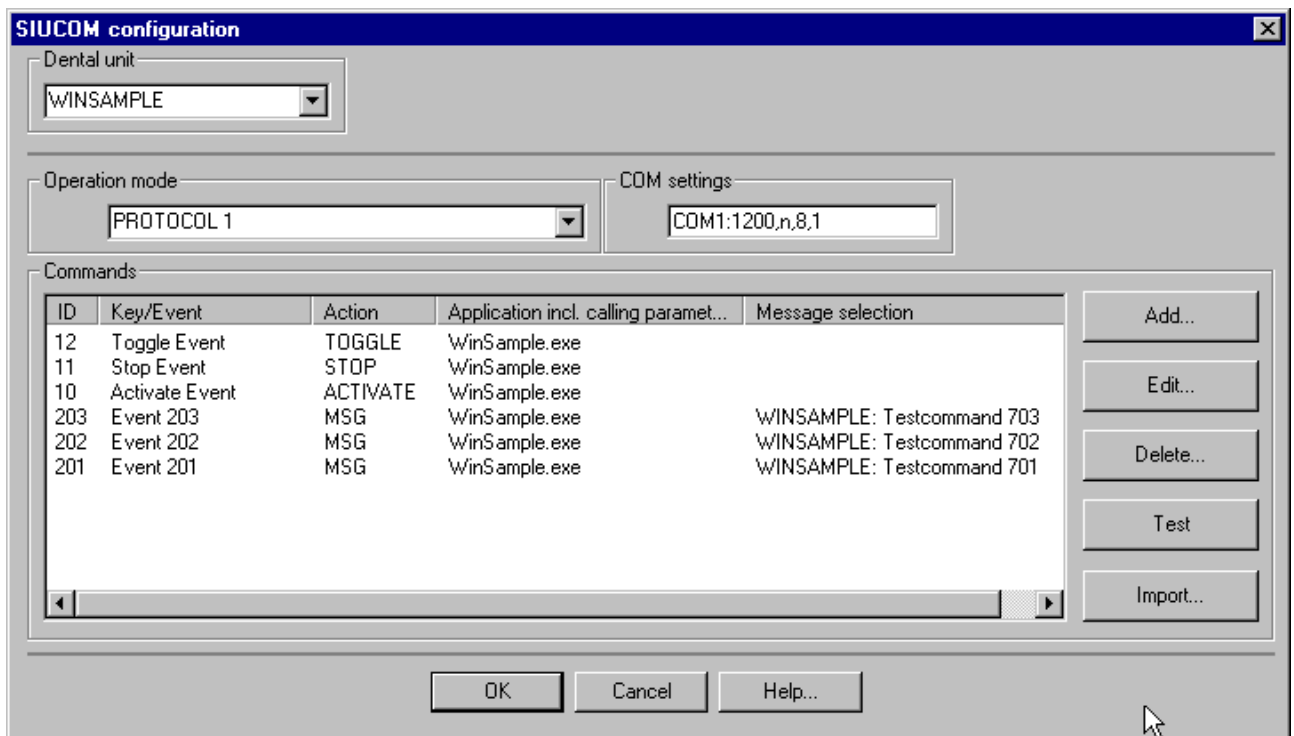 SIUCOM configuration
Dental unit
WINSAMPLE
Operation mode
COM settings
PROTOCOL 1
COM1:1200,n,8,1
Commands
ID Key/Event Action Application incl. calling paramet... Message selection
12 Toggle Event TOGGLE WinSample.exe
11 Stop Event STOP WinSample.exe
10 Activate Event ACTIVATE WinSample.exe
203 Event 203 MSG WinSample.exe WINSAMPLE: Testcommand 703
202 Event 202 MSG WinSample.exe WINSAMPLE: Testcommand 702
201 Event 201 MSG WinSample.exe WINSAMPLE: Testcommand 701
Add...
Edit...
Delete...
Test
Import...
OK Cancel Help...